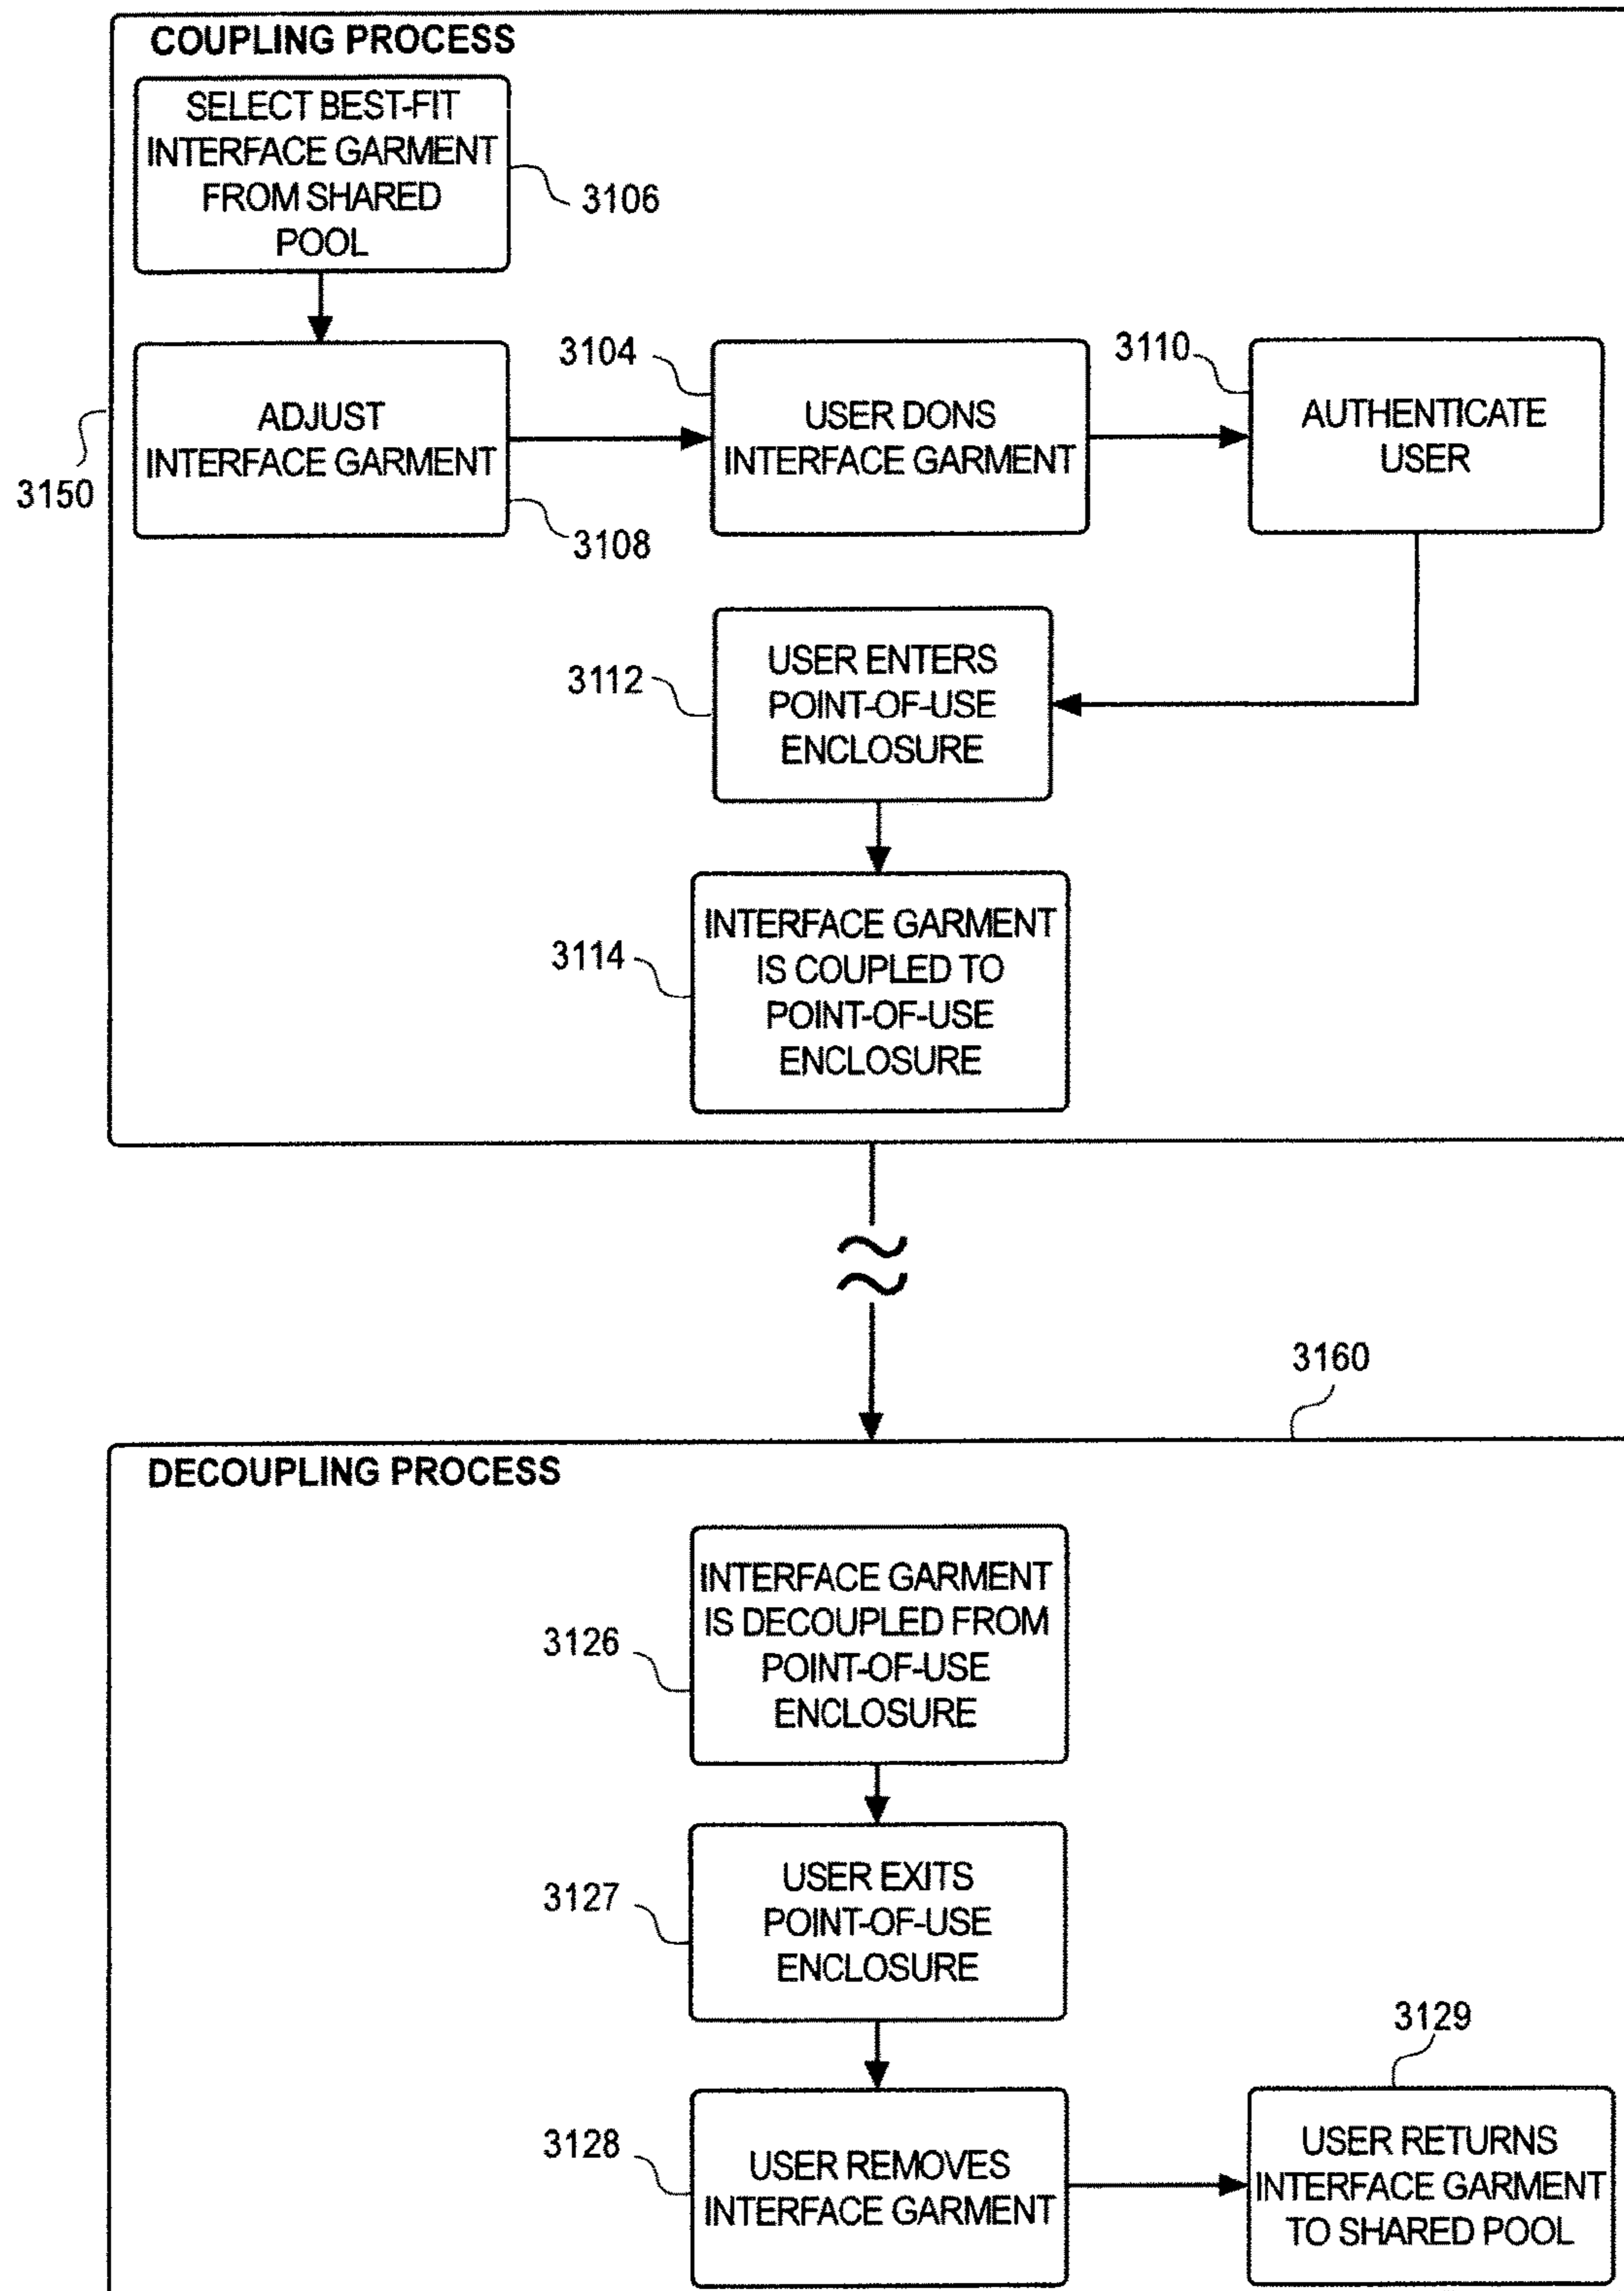 COUPLING PROCESS
SELECT BEST-FIT
INTERFACE GARMENT
FROM SHARED
POOL
3106
ADJUST
INTERFACE GARMENT
3108
3104
USER DONS
INTERFACE GARMENT
3110
AUTHENTICATE
USER
3150
3112
USER ENTERS
POINT-OF-USE
ENCLOSURE
3114
INTERFACE GARMENT
IS COUPLED TO
POINT-OF-USE
ENCLOSURE
3160
DECOUPLING PROCESS
3126
INTERFACE GARMENT
IS DECOUPLED FROM
POINT-OF-USE
ENCLOSURE
3127
USER EXITS
POINT-OF-USE
ENCLOSURE
3128
USER REMOVES
INTERFACE GARMENT
3129
USER RETURNS
INTERFACE GARMENT
TO SHARED POOL